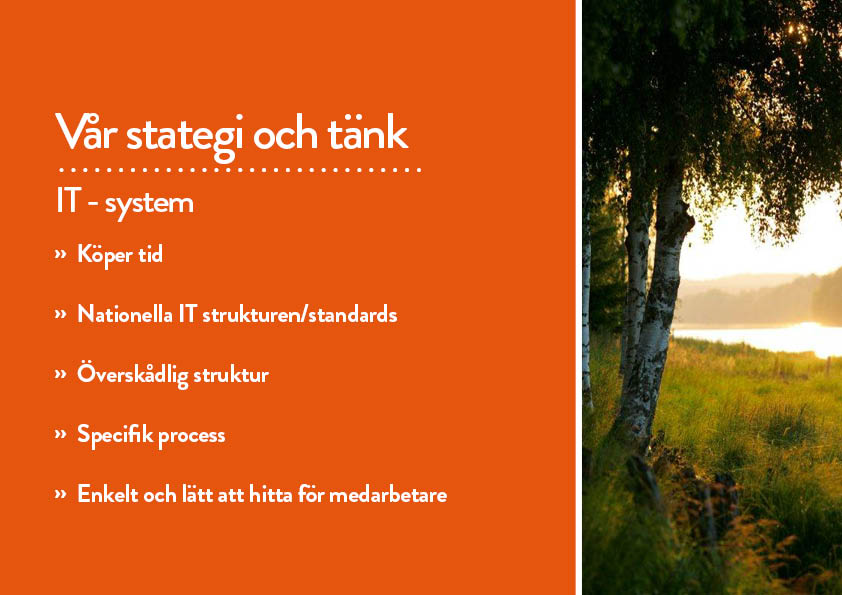 Vår stategi och tänk
IT - system
›› Köper tid
›› Nationella IT strukturen/standards
›› Överskådlig struktur
›› Specifik process
›› Enkelt och lätt att hitta för medarbetare